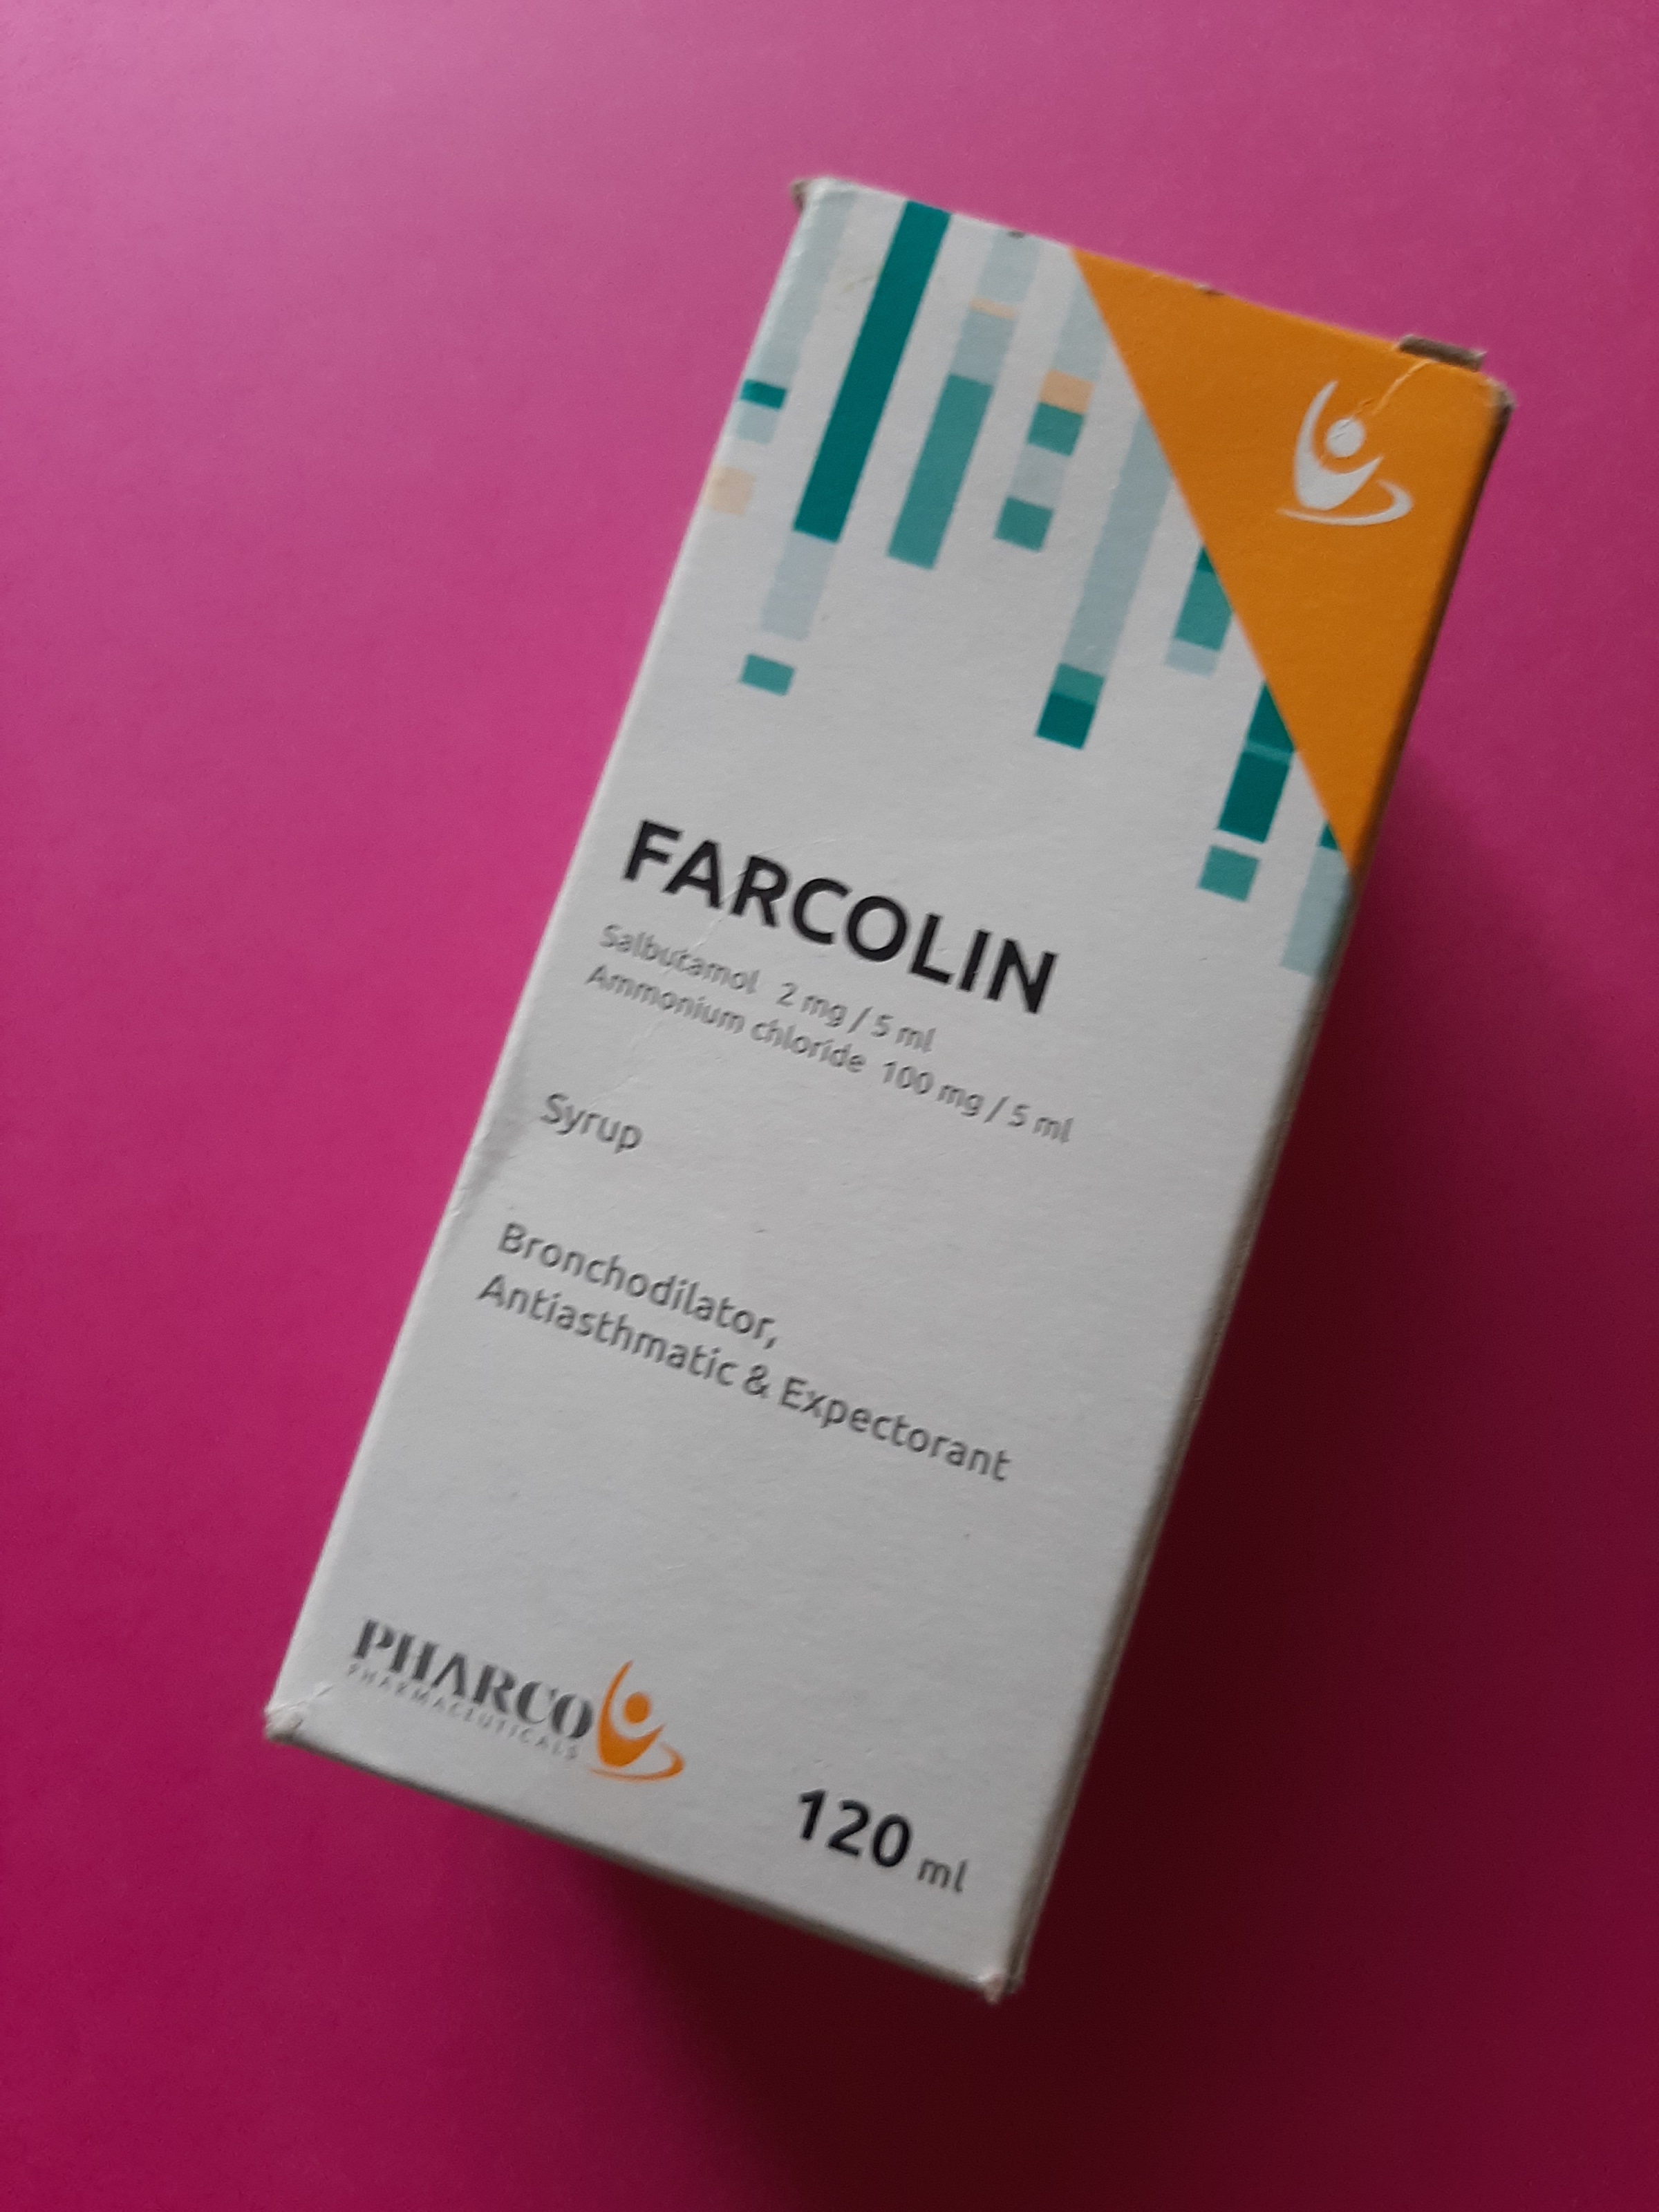 FARCOLIN
Salbutamol 2 mg / 5 ml
Ammonium chloride 100 mg / 5 ml
Syrup
Bronchodilator,
Antiasthmatic & Expectorant
PHARCO
PHARMACEUTICALS
120 ml